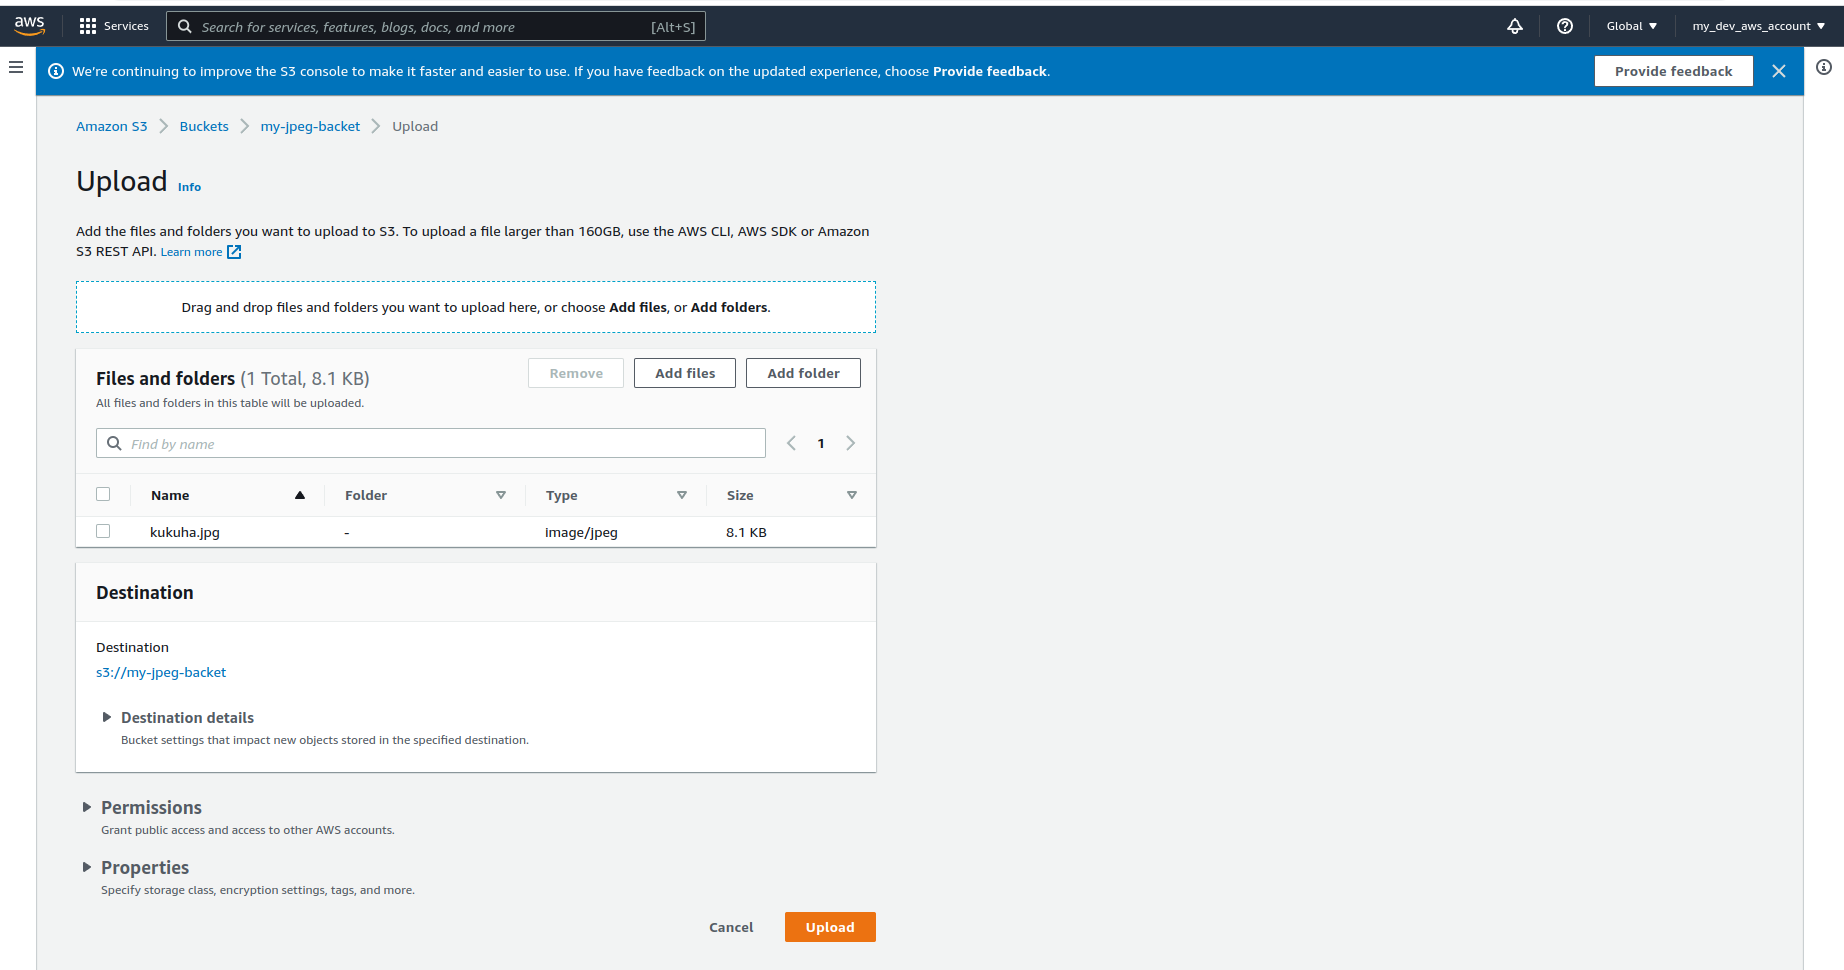 aws
Services
Search for services, features, blogs, docs, and more [Alt+S]
Global
my_dev_aws_account
We're continuing to improve the S3 console to make it faster and easier to use. If you have feedback on the updated experience, choose Provide feedback.
Provide feedback
Amazon S3 Buckets my-jpeg-backet Upload
Upload Info
Add the files and folders you want to upload to S3. To upload a file larger than 160GB, use the AWS CLI, AWS SDK or Amazon
S3 REST API. Learn more
Drag and drop files and folders you want to upload here, or choose Add files, or Add folders.
Files and folders (1 Total, 8.1 KB)
Remove
Add files
Add folder
All files and folders in this table will be uploaded.
Find by name
1
Name Folder Type Size
kukuha.jpg - image/jpeg 8.1 KB
Destination
Destination
s3://my-jpeg-backet
Destination details
Bucket settings that impact new objects stored in the specified destination.
Permissions
Grant public access and access to other AWS accounts.
Properties
Specify storage class, encryption settings, tags, and more.
Cancel
Upload